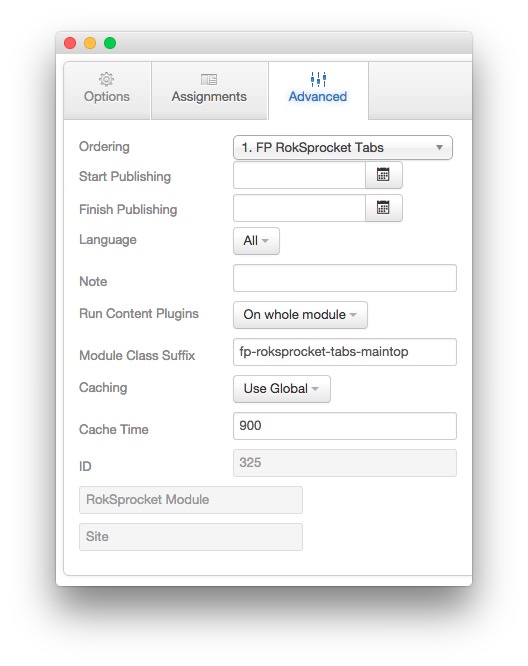 Options Assignments Advanced
Ordering 1. FP RokSprocket Tabs
Start Publishing
Finish Publishing
Language All
Note
Run Content Plugins On whole module
Module Class Suffix fp-roksprocket-tabs-maintop
Caching Use Global
Cache Time 900
ID 325
RokSprocket Module
Site